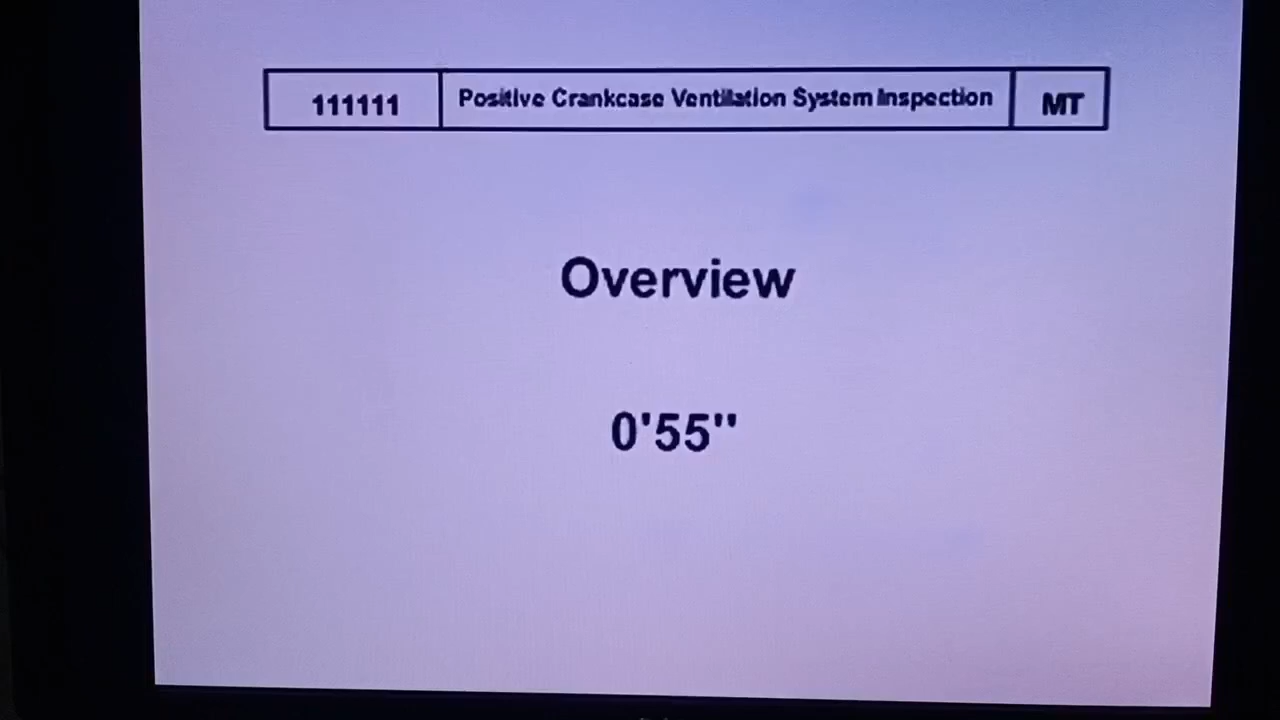 111111 Positive Crankcase Ventilation System Inspection MT
Overview
0'55"